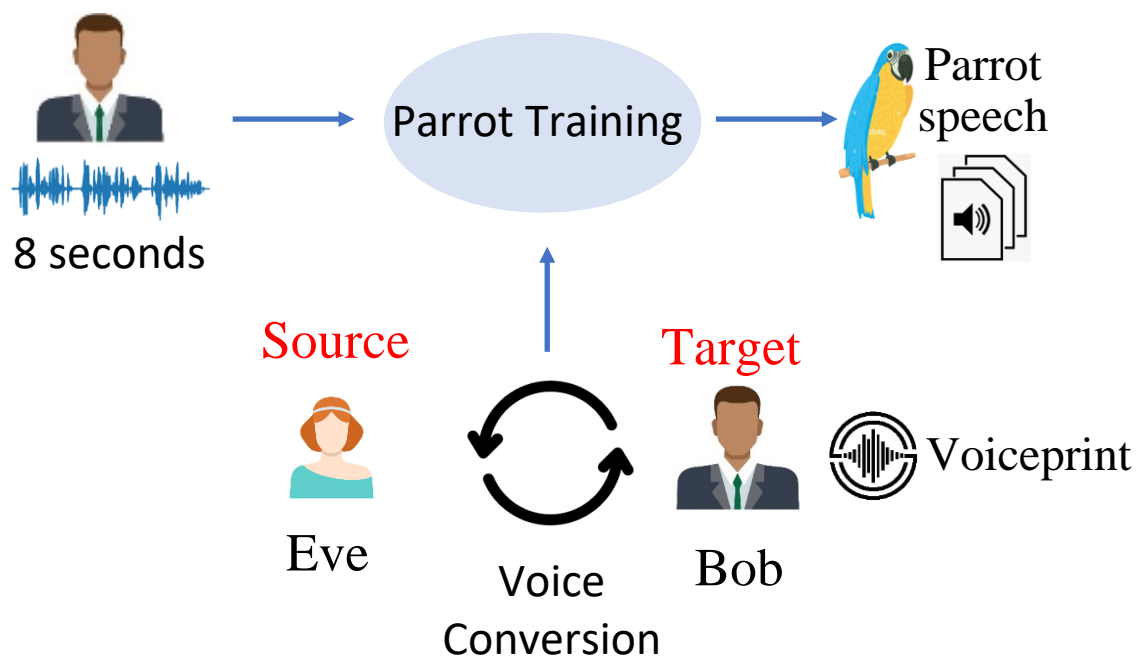 Parrot Training
Parrot
speech
8 seconds
Source
Target
Voiceprint
Eve
Bob
Voice
Conversion